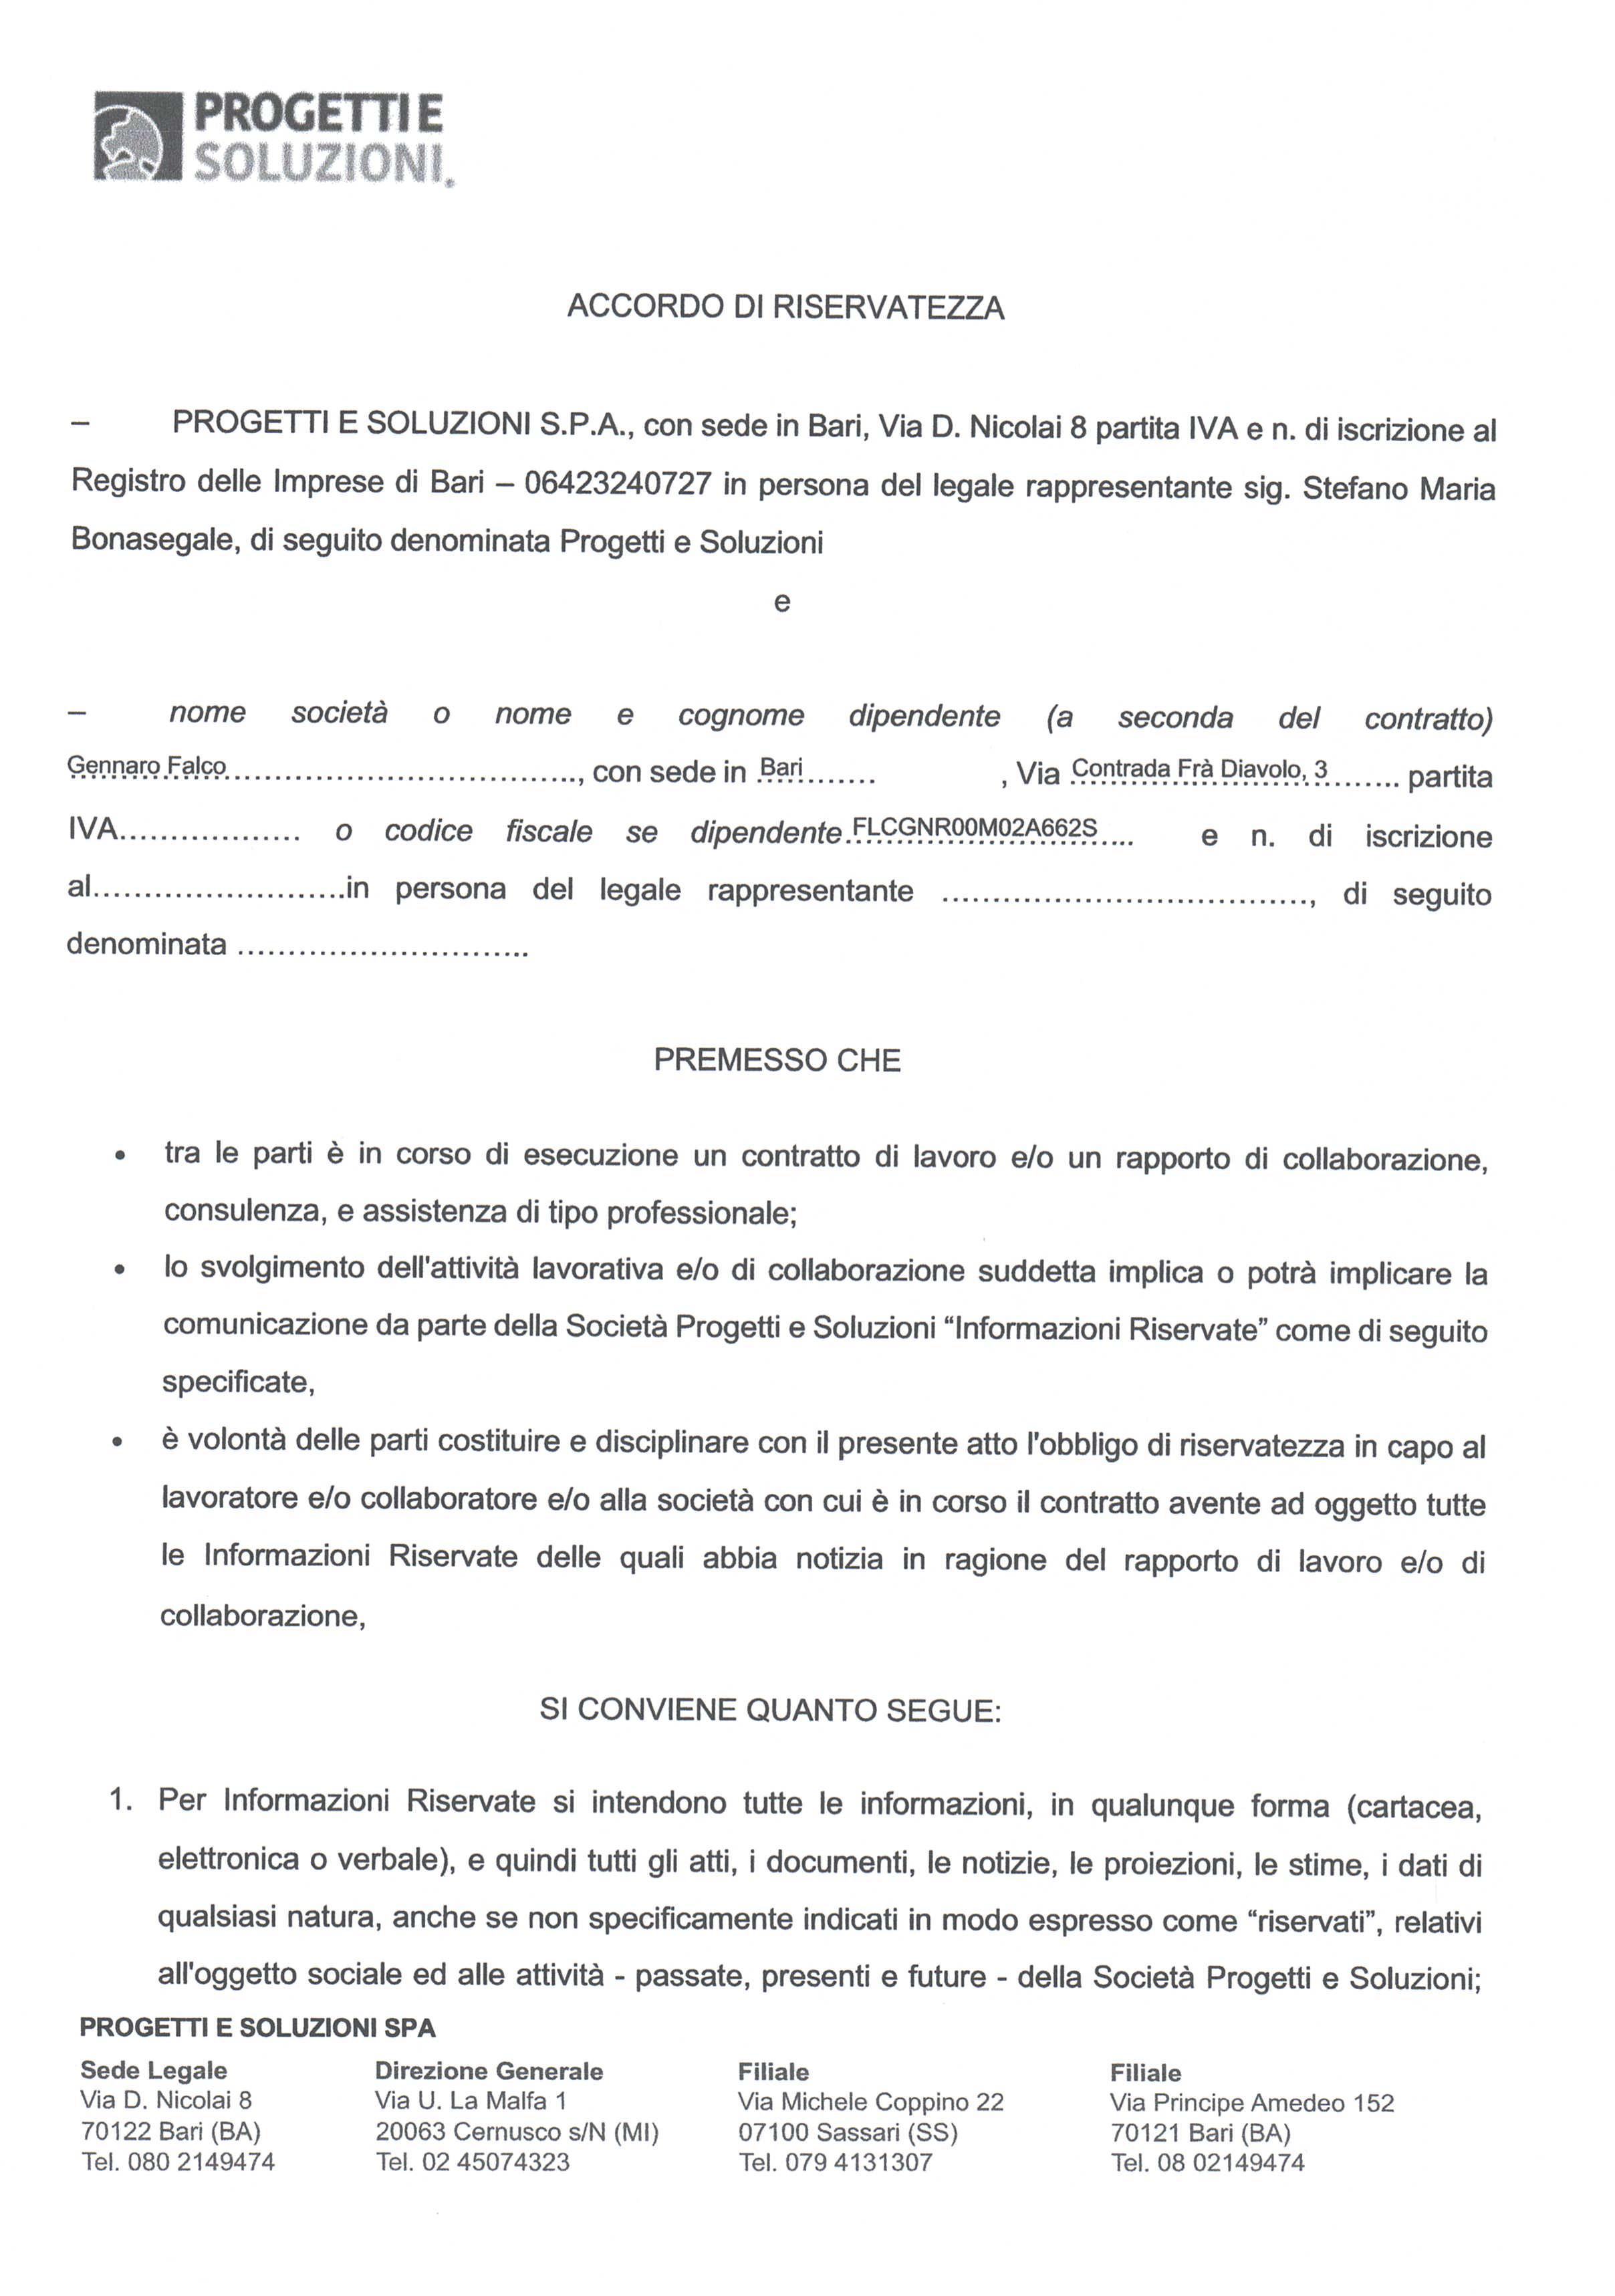 PROGETTI E
SOLUZIONI.
ACCORDO DI RISERVATEZZA
– PROGETTI E SOLUZIONI S.P.A., con sede in Bari, Via D. Nicolai 8 partita IVA e n. di iscrizione al
Registro delle Imprese di Bari – 06423240727 in persona del legale rappresentante sig. Stefano Maria
Bonasegale, di seguito denominata Progetti e Soluzioni
e
– nome società o nome e cognome dipendente (a seconda del contratto)
Gennaro Falco..................................., con sede in Bari....... , Via Contrada Frà Diavolo, 3....... partita
IVA.................. o codice fiscale se dipendente.FLCGNR00M02A662S.... e n. di iscrizione
al.........................in persona del legale rappresentante ...................................., di seguito
denominata .............................
PREMESSO CHE
• tra le parti è in corso di esecuzione un contratto di lavoro e/o un rapporto di collaborazione,
consulenza, e assistenza di tipo professionale;
• lo svolgimento dell'attività lavorativa e/o di collaborazione suddetta implica o potrà implicare la
comunicazione da parte della Società Progetti e Soluzioni “Informazioni Riservate” come di seguito
specificate,
• è volontà delle parti costituire e disciplinare con il presente atto l'obbligo di riservatezza in capo al
lavoratore e/o collaboratore e/o alla società con cui è in corso il contratto avente ad oggetto tutte
le Informazioni Riservate delle quali abbia notizia in ragione del rapporto di lavoro e/o di
collaborazione,
SI CONVIENE QUANTO SEGUE:
1. Per Informazioni Riservate si intendono tutte le informazioni, in qualunque forma (cartacea,
elettronica o verbale), e quindi tutti gli atti, i documenti, le notizie, le proiezioni, le stime, i dati di
qualsiasi natura, anche se non specificamente indicati in modo espresso come “riservati”, relativi
all'oggetto sociale ed alle attività - passate, presenti e future - della Società Progetti e Soluzioni;
PROGETTI E SOLUZIONI SPA
Sede Legale Direzione Generale Filiale Filiale
Via D. Nicolai 8 Via U. La Malfa 1 Via Michele Coppino 22 Via Principe Amedeo 152
70122 Bari (BA) 20063 Cernusco s/N (MI) 07100 Sassari (SS) 70121 Bari (BA)
Tel. 080 2149474 Tel. 02 45074323 Tel. 079 4131307 Tel. 08 02149474